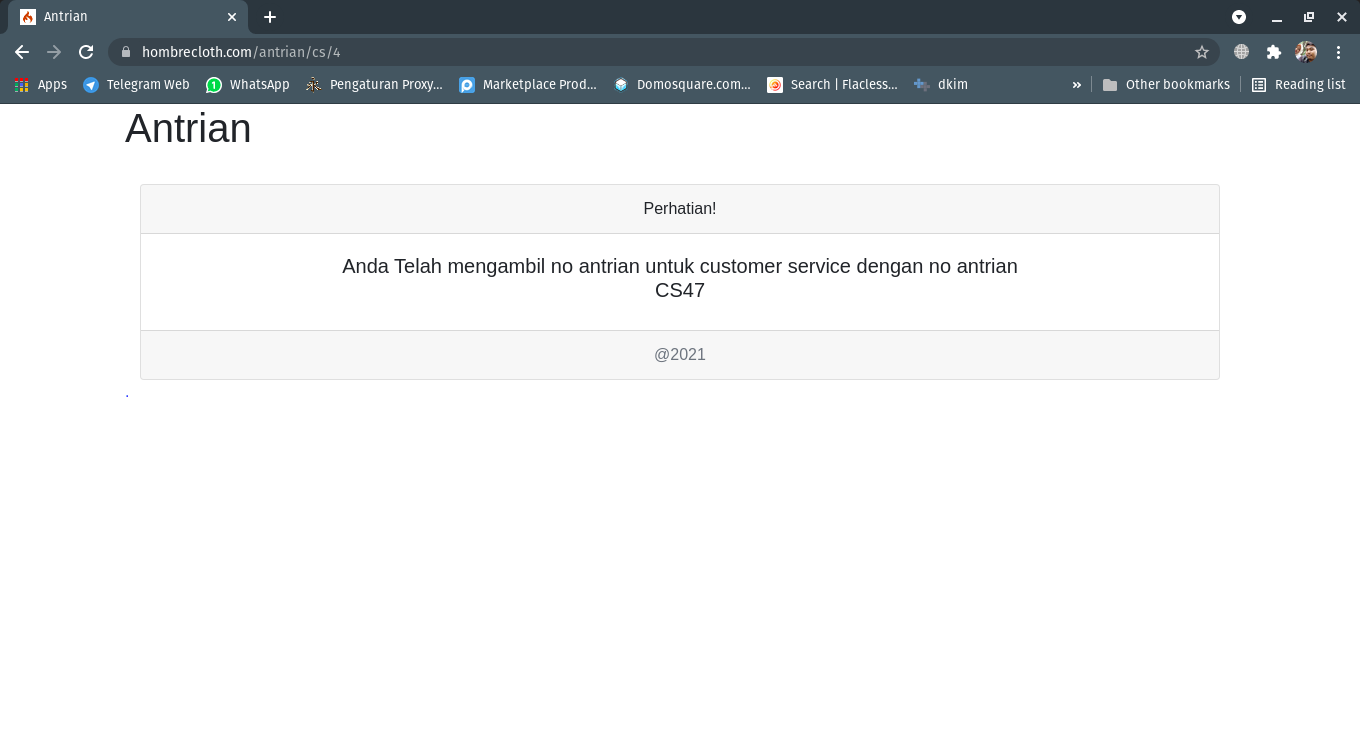 Antrian
hombrecloth.com/antrian/cs/4
Apps
Telegram Web
WhatsApp
Pengaturan Proxy...
Marketplace Prod...
Domosquare.com...
Search | Flacless...
dkim
»
Other bookmarks
Reading list
Antrian
Perhatian!
Anda Telah mengambil no antrian untuk customer service dengan no antrian
CS47
@2021
.